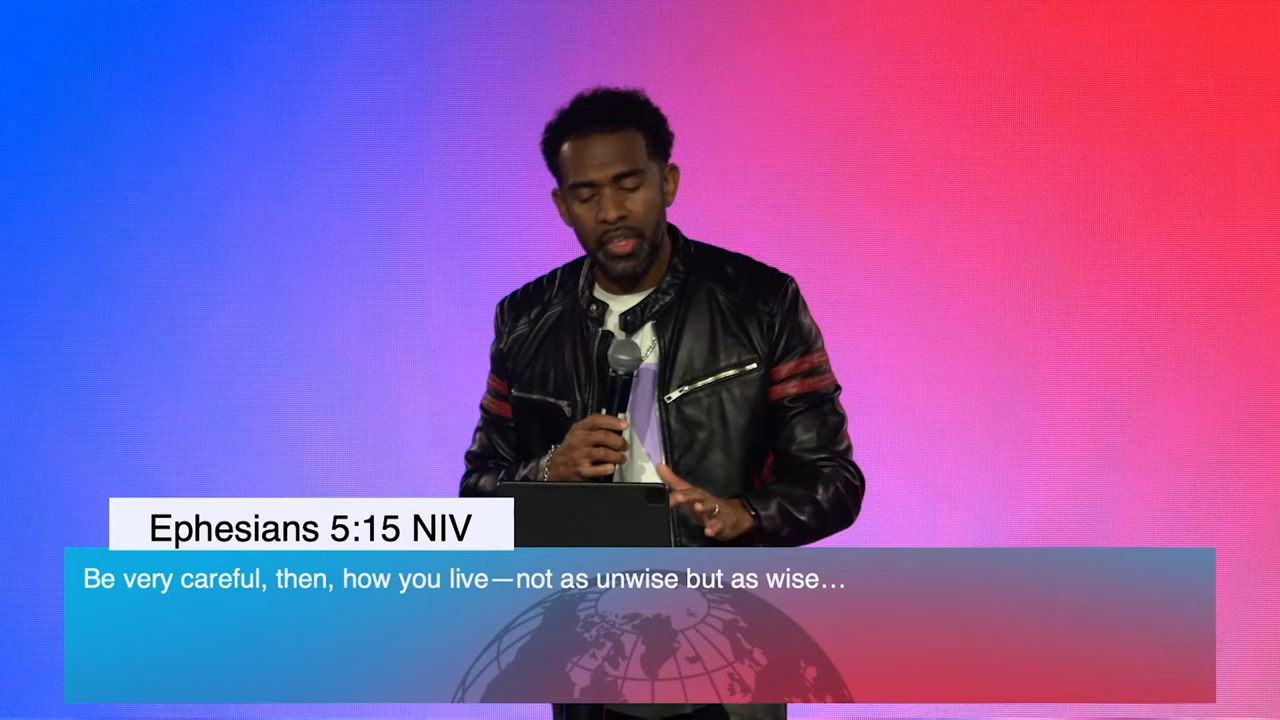 Ephesians 5:15 NIV
Be very careful, then, how you live—not as unwise but as wise…